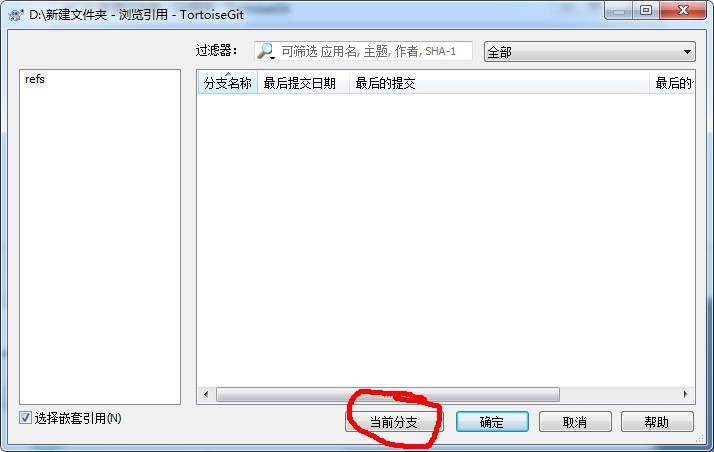 D:\新建文件夹 - 浏览引用 - TortoiseGit
过滤器： 可筛选 应用名, 主题, 作者, SHA-1 全部
refs
分支名称 最后提交日期 最后的提交 最后的
选择嵌套引用(N)
当前分支 确定 取消 帮助